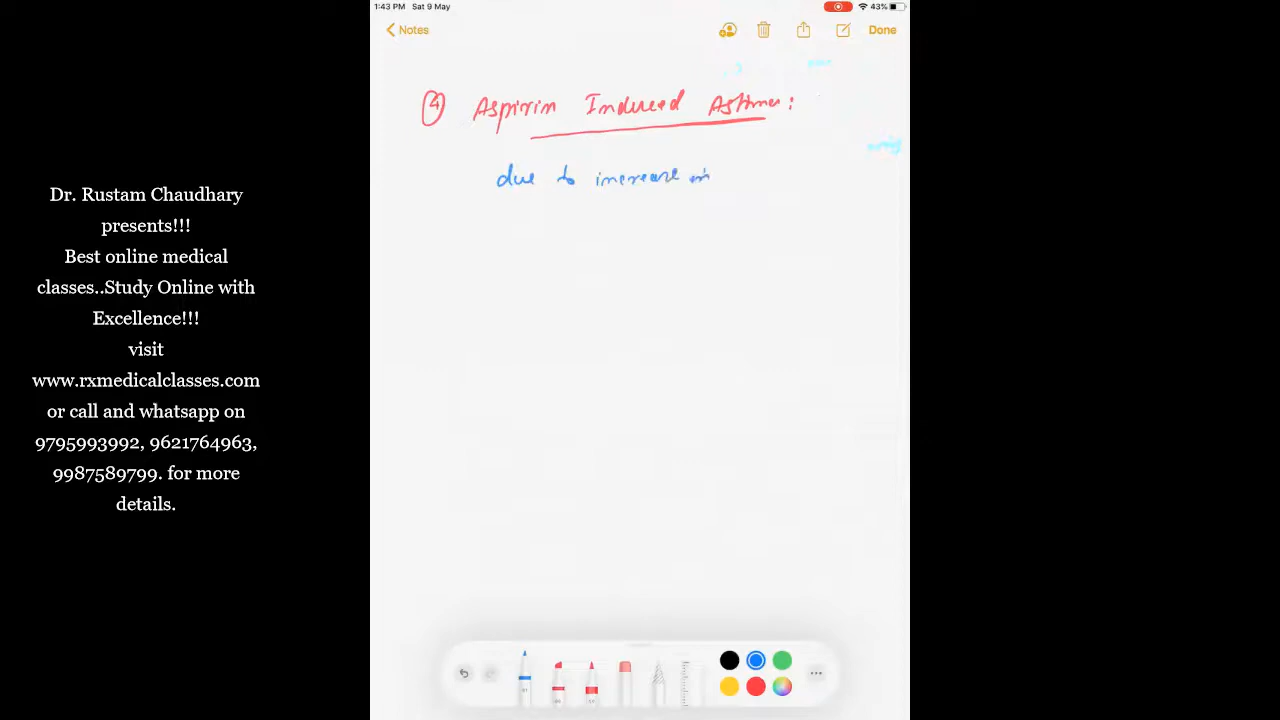 1:43 PM Sat 9 May
43%
Notes
Done
4 Aspirin Induced Asthma:
due to increase in
Dr. Rustam Chaudhary
presents!!!
Best online medical
classes..Study Online with
Excellence!!!
visit
www.rxmedicalclasses.com
or call and whatsapp on
9795993992, 9621764963,
9987589799. for more
details.